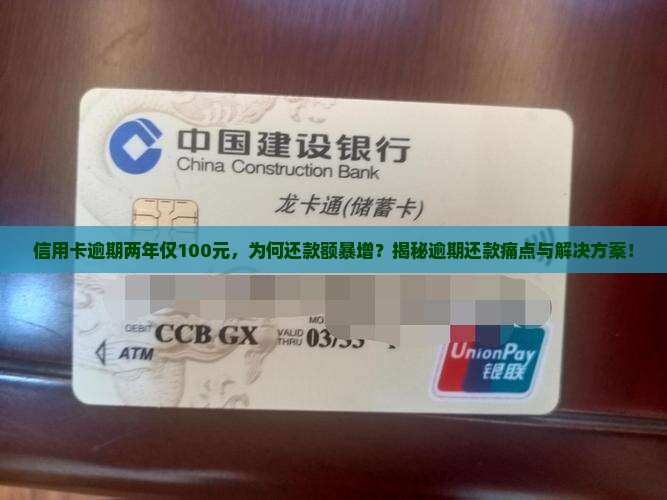 中国建设银行
China Construction Bank
龙卡通(储蓄卡)
信用卡逾期两年仅100元，为何还款额暴增？揭秘逾期还款痛点与解决方案！
MO
DEBIT CCB GX VALID THRU 03/
ATM
UnionPay
银联